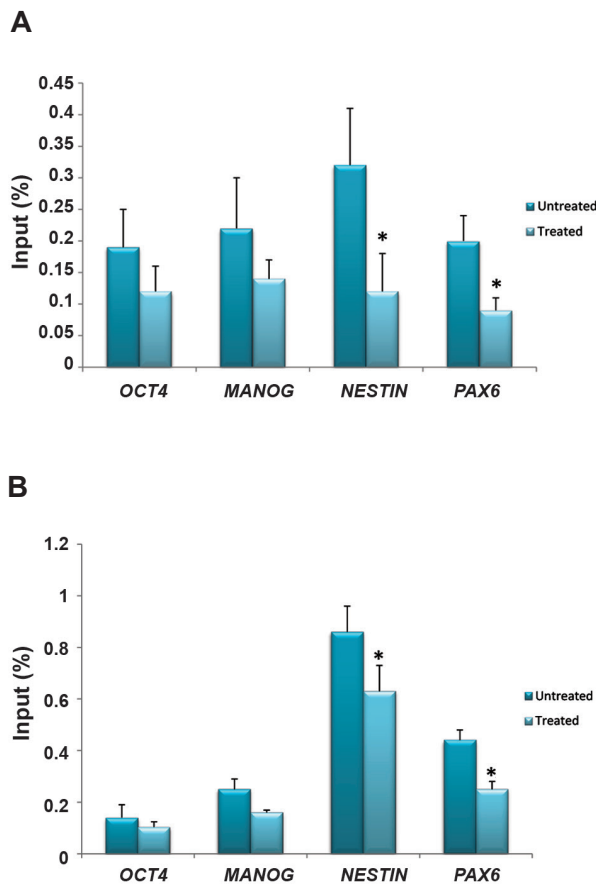 A
0.45
0.4
0.35
0.3
0.25
0.2
0.15
0.1
0.05
0
Input (%)
* *
OCT4 MANOG NESTIN PAX6
Untreated
Treated
B
1.2
1
0.8
0.6
0.4
0.2
0
Input (%)
* *
OCT4 MANOG NESTIN PAX6
Untreated
Treated